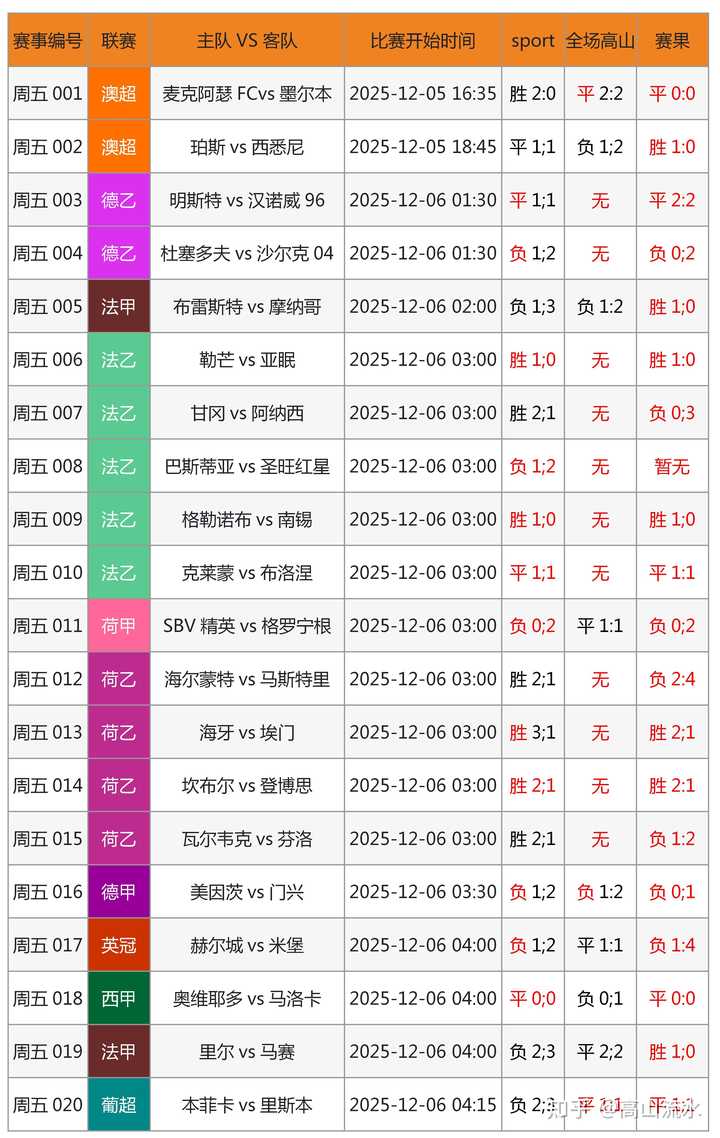 赛事编号 联赛 主队 VS 客队 比赛开始时间 sport 全场高山 赛果
周五 001 澳超 麦克阿瑟 FCvs 墨尔本 2025-12-05 16:35 胜 2:0 平 2:2 平 0:0
周五 002 澳超 珀斯 vs 西悉尼 2025-12-05 18:45 平 1;1 负 1;2 胜 1:0
周五 003 德乙 明斯特 vs 汉诺威 96 2025-12-06 01:30 平 1;1 无 平 2:2
周五 004 德乙 杜塞多夫 vs 沙尔克 04 2025-12-06 01:30 负 1;2 无 负 0;2
周五 005 法甲 布雷斯特 vs 摩纳哥 2025-12-06 02:00 负 1;3 负 1:2 胜 1;0
周五 006 法乙 勒芒 vs 亚眠 2025-12-06 03:00 胜 1;0 无 胜 1:0
周五 007 法乙 甘冈 vs 阿纳西 2025-12-06 03:00 胜 2;1 无 负 0;3
周五 008 法乙 巴斯蒂亚 vs 圣旺红星 2025-12-06 03:00 负 1;2 无 暂无
周五 009 法乙 格勒诺布 vs 南锡 2025-12-06 03:00 胜 1;0 无 胜 1;0
周五 010 法乙 克莱蒙 vs 布洛涅 2025-12-06 03:00 平 1;1 无 平 1:1
周五 011 荷甲 SBV 精英 vs 格罗宁根 2025-12-06 03:00 负 0;2 平 1:1 负 0;2
周五 012 荷乙 海尔蒙特 vs 马斯特里 2025-12-06 03:00 胜 2;1 无 负 2:4
周五 013 荷乙 海牙 vs 埃门 2025-12-06 03:00 胜 3;1 无 胜 2;1
周五 014 荷乙 坎布尔 vs 登博思 2025-12-06 03:00 胜 2;1 无 胜 2:1
周五 015 荷乙 瓦尔韦克 vs 芬洛 2025-12-06 03:00 胜 2;1 无 负 1:2
周五 016 德甲 美因茨 vs 门兴 2025-12-06 03:30 负 1;2 负 1:2 负 0;1
周五 017 英冠 赫尔城 vs 米堡 2025-12-06 04:00 负 1;2 平 1:1 负 1:4
周五 018 西甲 奥维耶多 vs 马洛卡 2025-12-06 04:00 平 0;0 负 0;1 平 0:0
周五 019 法甲 里尔 vs 马赛 2025-12-06 04:00 负 2;3 平 2;2 胜 1;0
周五 020 葡超 本菲卡 vs 里斯本 2025-12-06 04:15 负 平 平
知乎 @高山流水